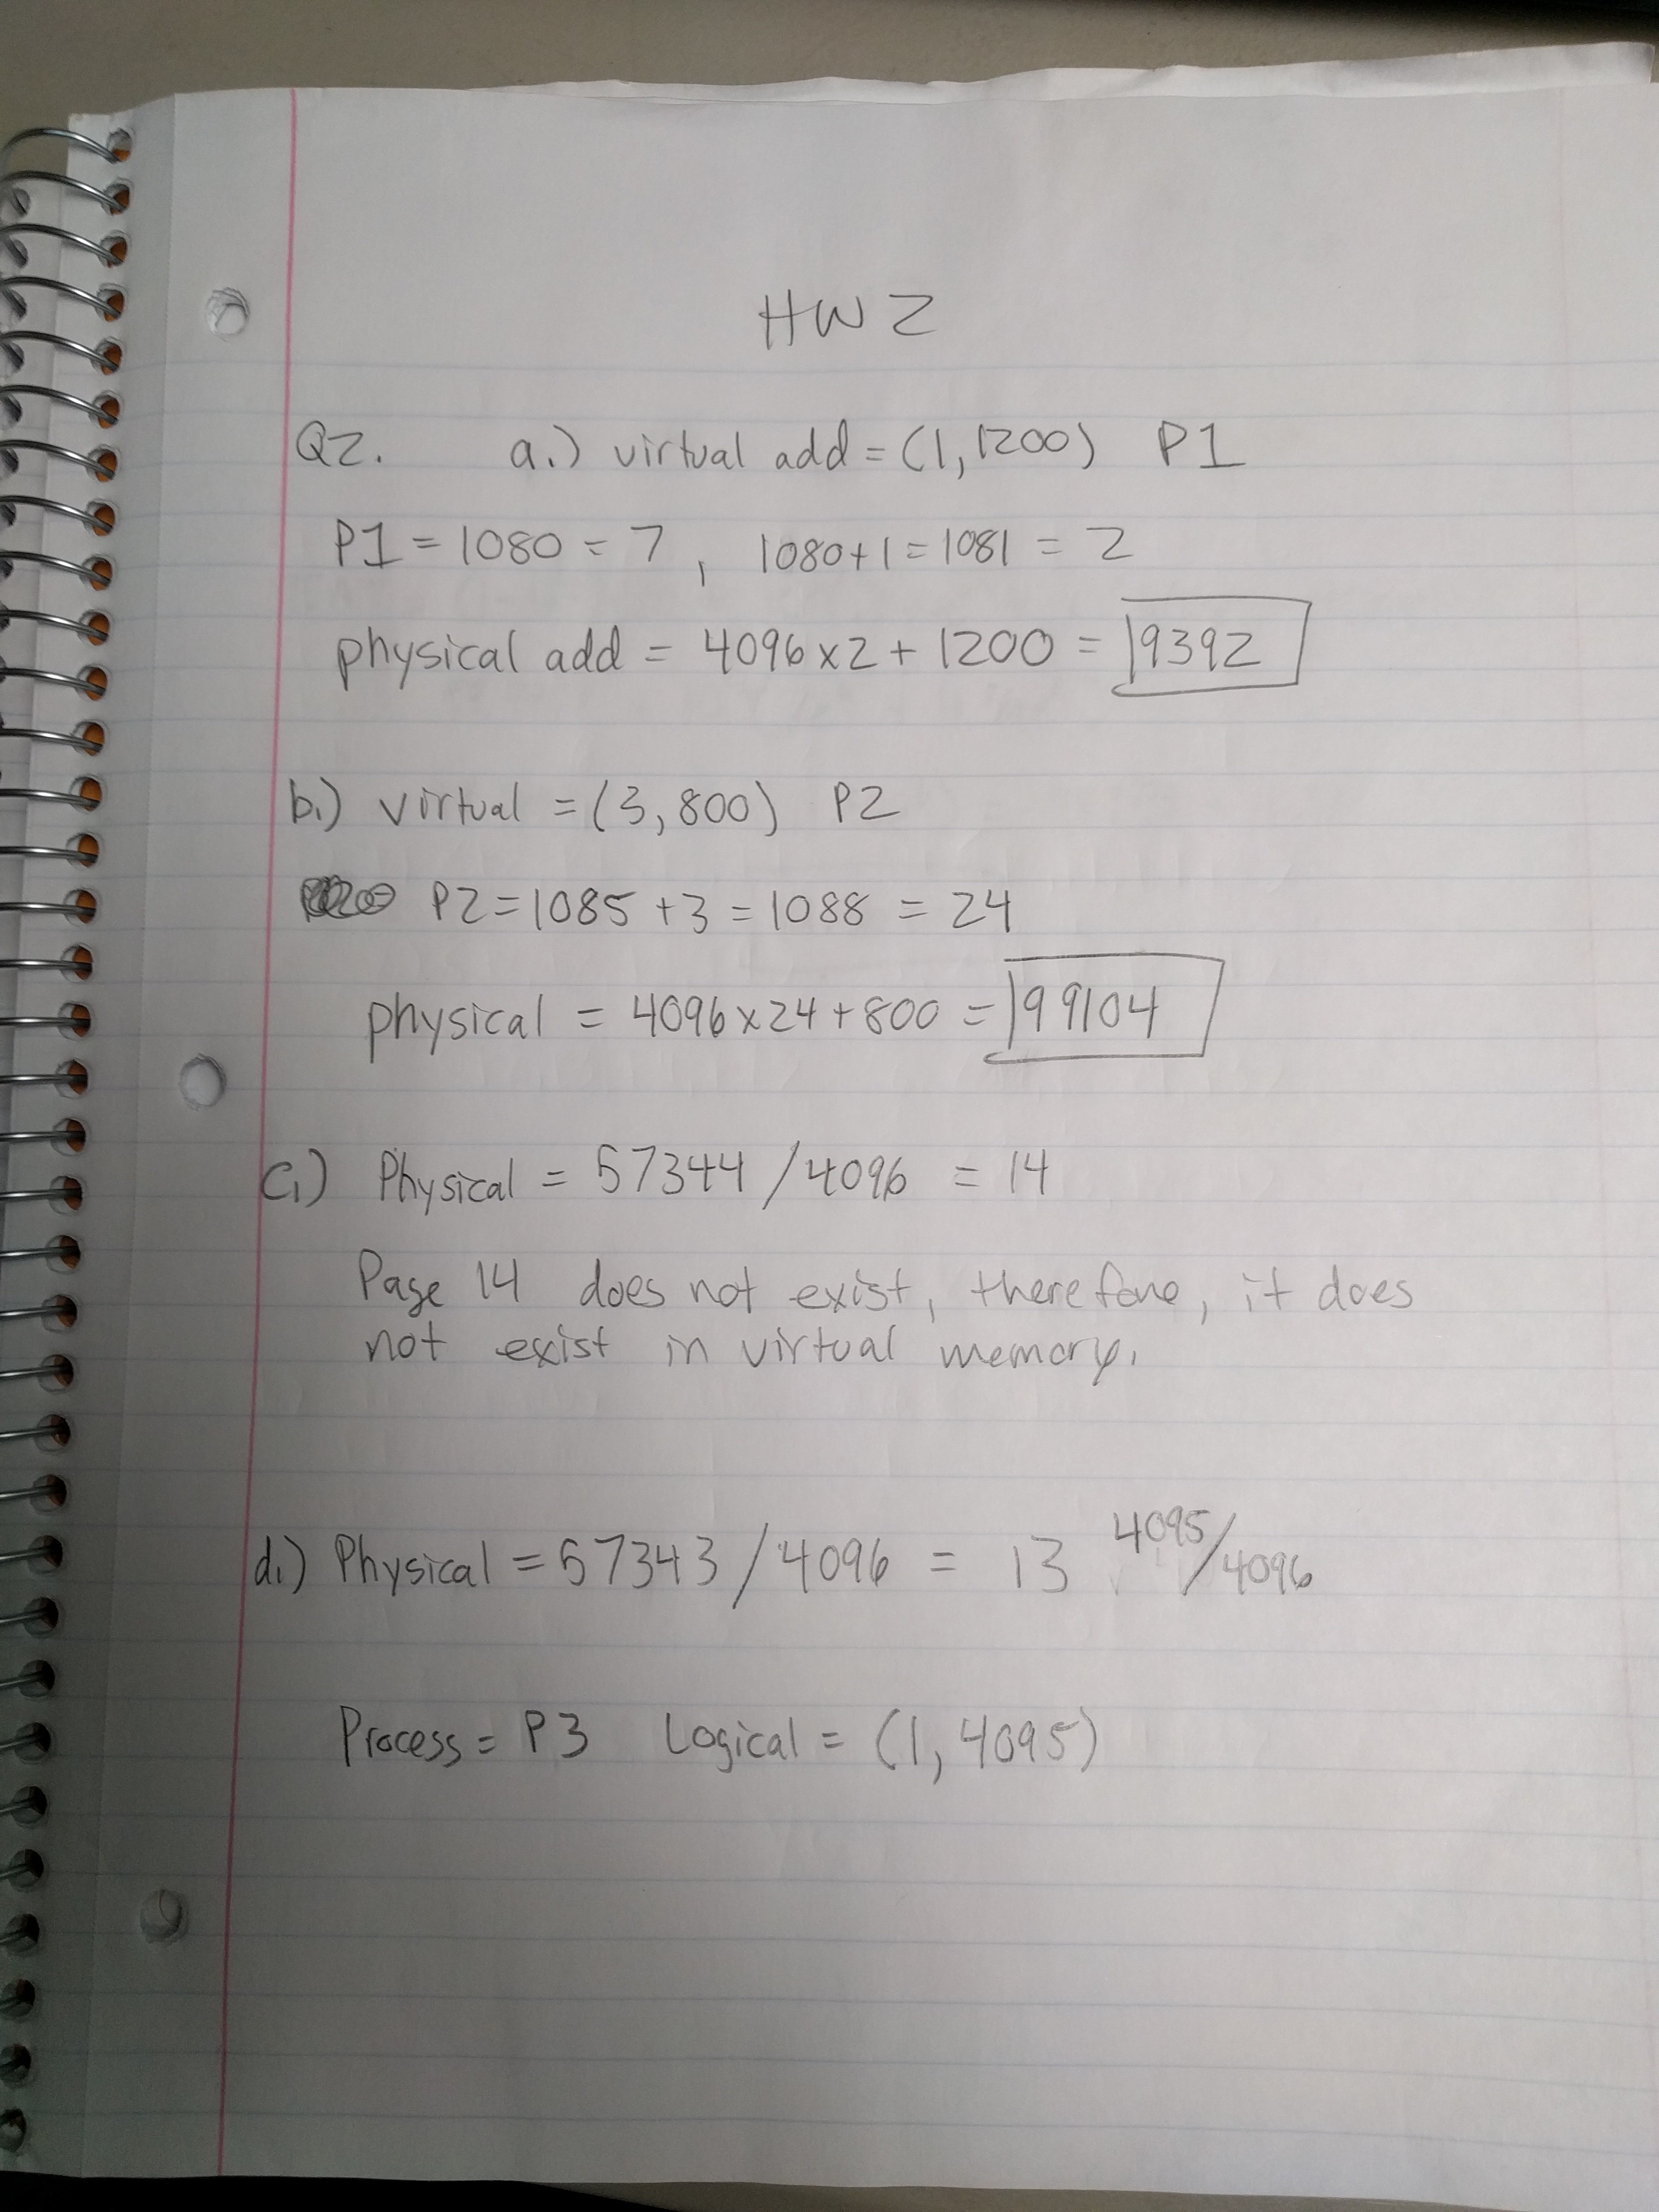 HW 2
Q2. a.) virtual add = (1, 1200) P1
P1 = 1080 = 7, 1080+1 = 1081 = 2
physical add = 4096 x 2 + 1200 = 9392
b.) virtual = (3, 800) P2
P2 = 1085 + 3 = 1088 = 24
physical = 4096 x 24 + 800 = 99104
c.) Physical = 57344 / 4096 = 14
Page 14 does not exist, therefore, it does
not exist in virtual memory.
d.) Physical = 57343 / 4096 = 13 4095/4096
Process = P3 Logical = (1, 4095)